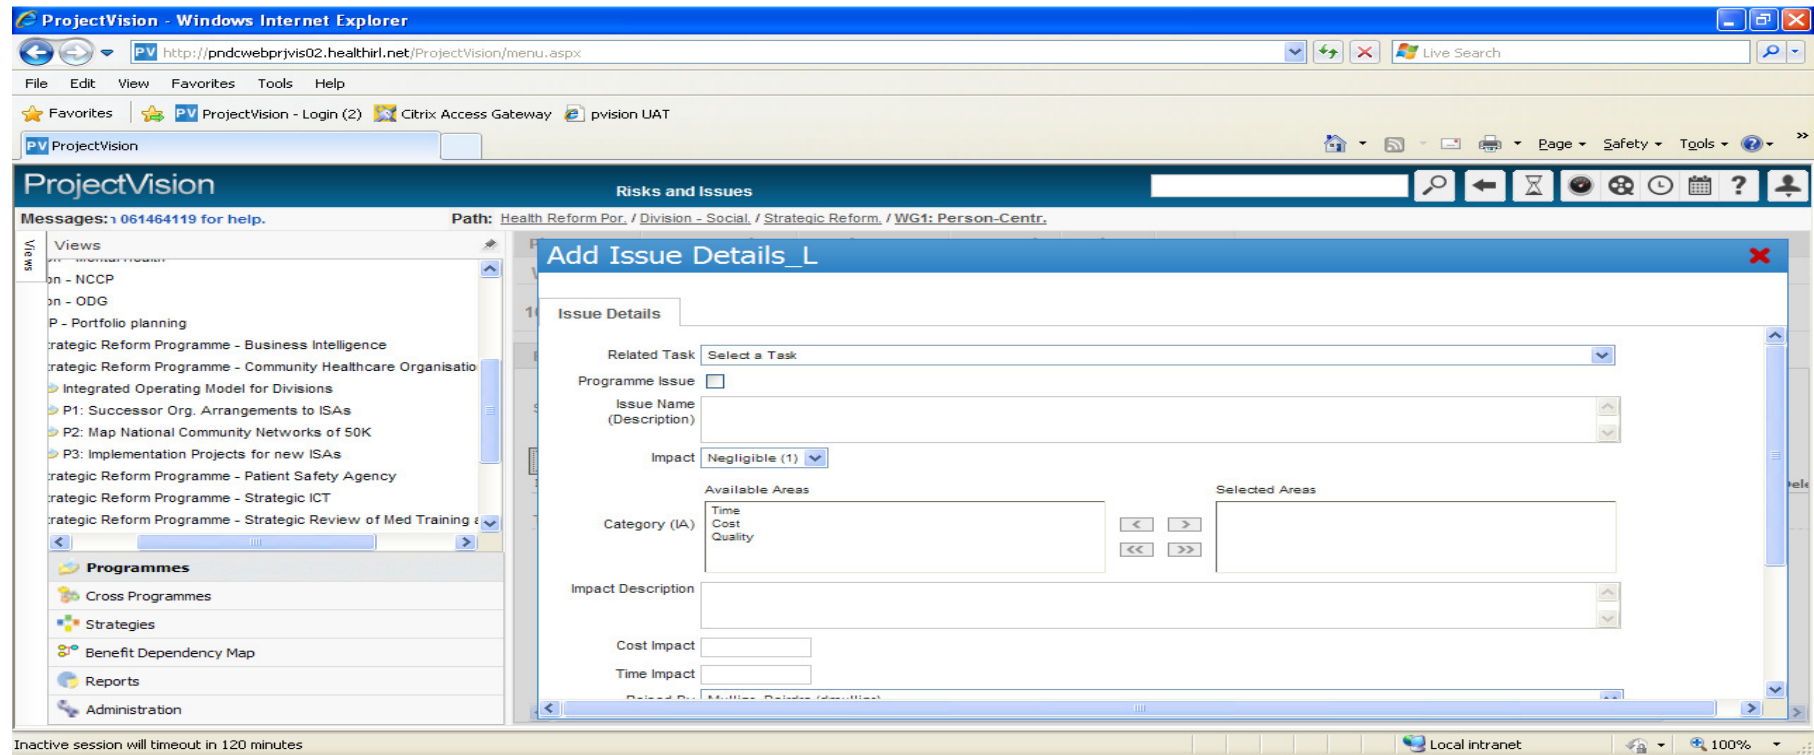 ProjectVision - Windows Internet Explorer
http://pndcwebprjvis02.healthirl.net/ProjectVision/menu.aspx
Live Search
File Edit View Favorites Tools Help
Favorites PV ProjectVision - Login (2) Citrix Access Gateway pvision UAT
PV ProjectVision
Page Safety Tools
ProjectVision
Risks and Issues
Messages: 061464119 for help.
Path: Health Reform Por. / Division - Social. / Strategic Reform. / WG1: Person-Centr.
Views
Views
on - NCCP
on - ODG
P - Portfolio planning
rategic Reform Programme - Business Intelligence
rategic Reform Programme - Community Healthcare Organisatio
Integrated Operating Model for Divisions
P1: Successor Org. Arrangements to ISAs
P2: Map National Community Networks of 50K
P3: Implementation Projects for new ISAs
rategic Reform Programme - Patient Safety Agency
rategic Reform Programme - Strategic ICT
rategic Reform Programme - Strategic Review of Med Training
Programmes
Cross Programmes
Strategies
Benefit Dependency Map
Reports
Administration
Add Issue Details_L
Issue Details
Related Task Select a Task
Programme Issue
Issue Name
(Description)
Impact Negligible (1)
Available Areas Selected Areas
Category (IA)
Time
Cost
Quality
< >
<< >>
Impact Description
Cost Impact
Time Impact
Inactive session will timeout in 120 minutes
Local intranet
100%